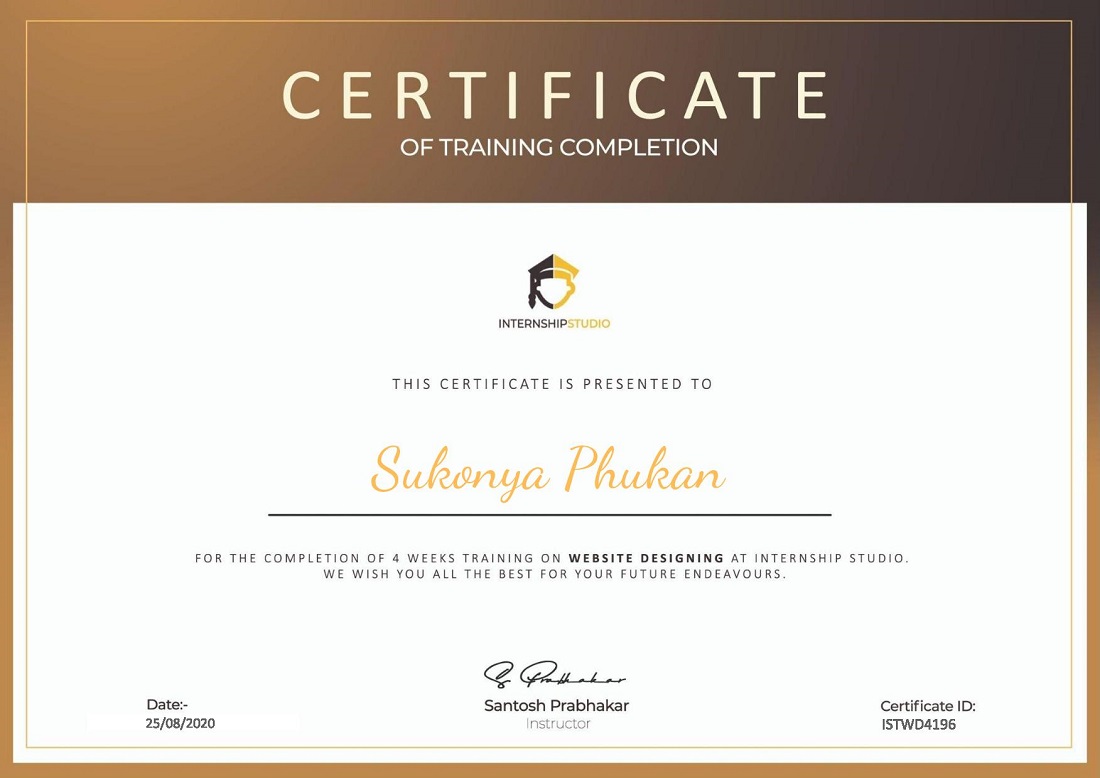 CERTIFICATE
OF TRAINING COMPLETION
INTERNSHIPSTUDIO
THIS CERTIFICATE IS PRESENTED TO
Sukonya Phukan
FOR THE COMPLETION OF 4 WEEKS TRAINING ON WEBSITE DESIGNING AT INTERNSHIP STUDIO.
WE WISH YOU ALL THE BEST FOR YOUR FUTURE ENDEAVOURS.
S Prabhakar
Santosh Prabhakar
Instructor
Date:-
25/08/2020
Certificate ID:
ISTWD4196